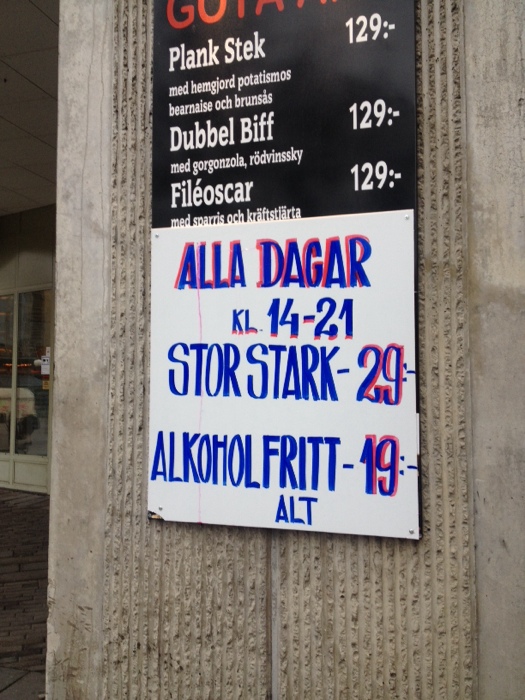 Plank Stek 129:-
med hemgjord potatismos
bearnaise och brunsås
Dubbel Biff 129:-
med gorgonzola, rödvinssky
Filéoscar 129:-
med sparris och kräftstjärta
ALLA DAGAR
KL. 14-21
STOR STARK- 29:-
ALKOHOLFRITT - 19:-
ALT